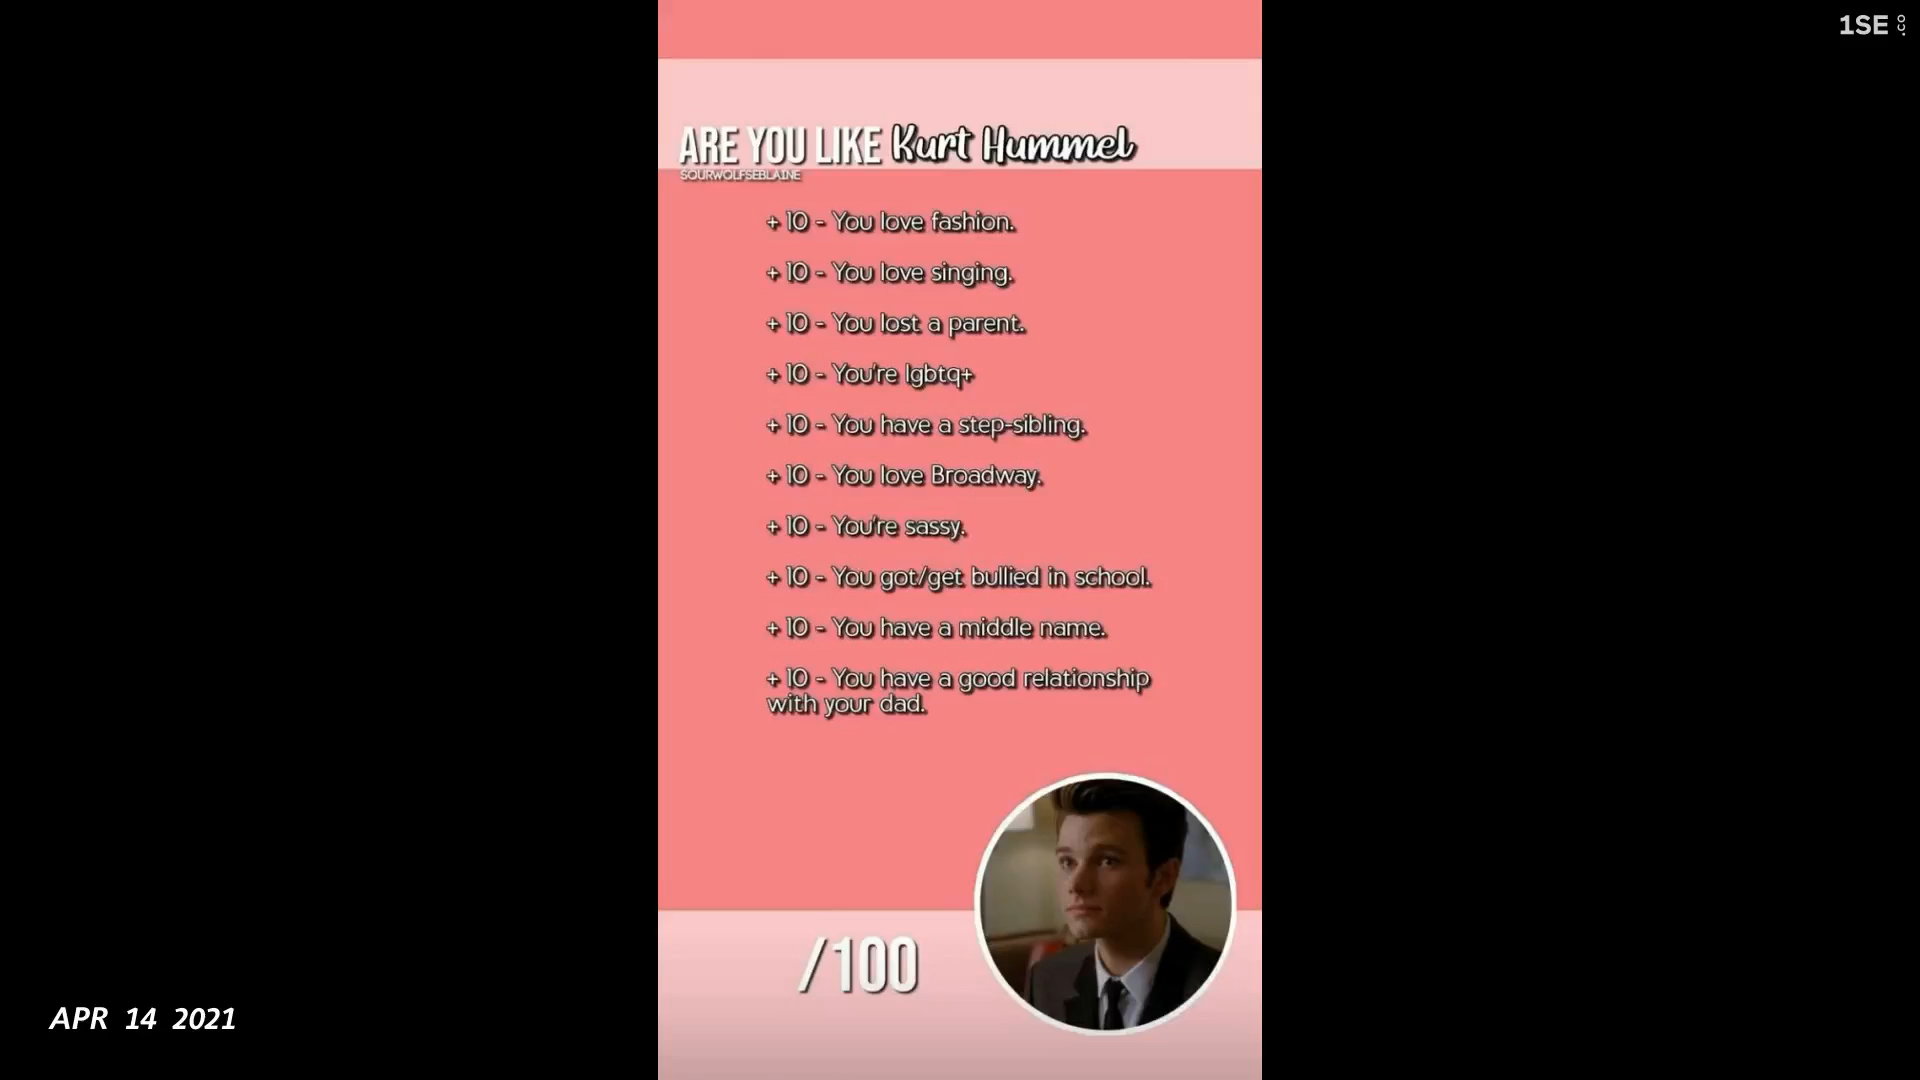 1SE.co
ARE YOU LIKE Kurt Hummel
SOURWOLFSEBLAINE
+ 10 - You love fashion.
+ 10 - You love singing.
+ 10 - You lost a parent.
+ 10 - You're lgbtq+
+ 10 - You have a step-sibling.
+ 10 - You love Broadway.
+ 10 - You're sassy.
+ 10 - You got/get bullied in school.
+ 10 - You have a middle name.
+ 10 - You have a good relationship
with your dad.
/100
APR 14 2021